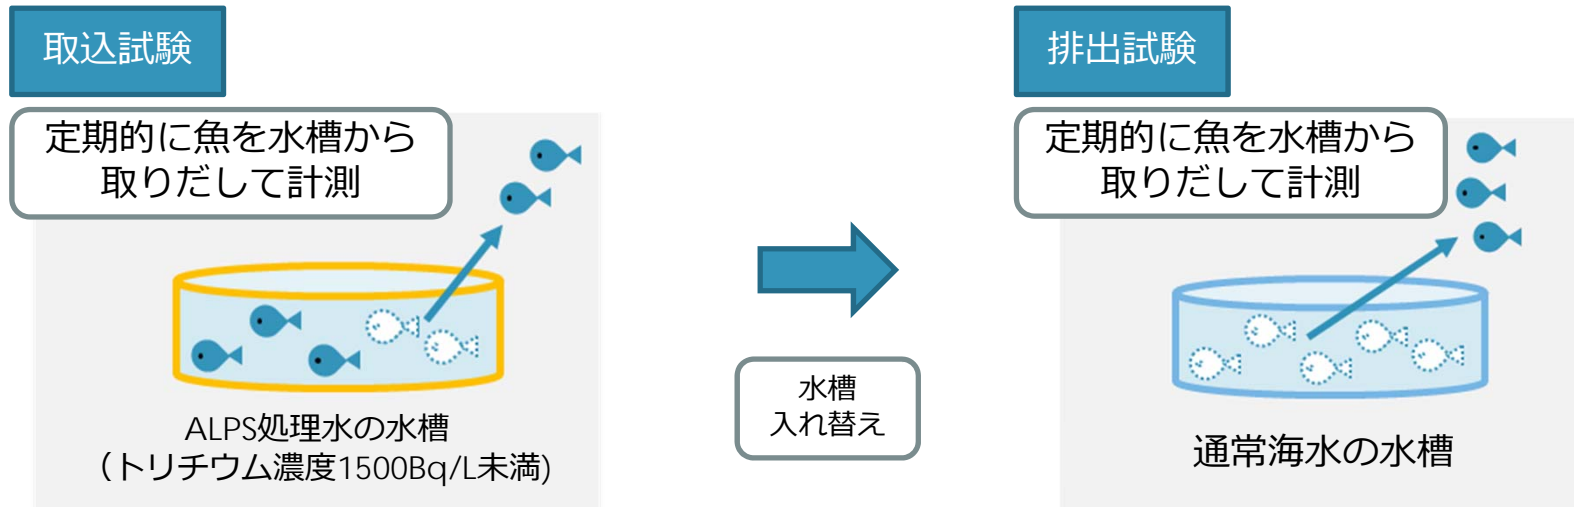 取込試験
定期的に魚を水槽から
取りだして計測
ALPS処理水の水槽
（トリチウム濃度1500Bq/L未満)
水槽
入れ替え
排出試験
定期的に魚を水槽から
取りだして計測
通常海水の水槽